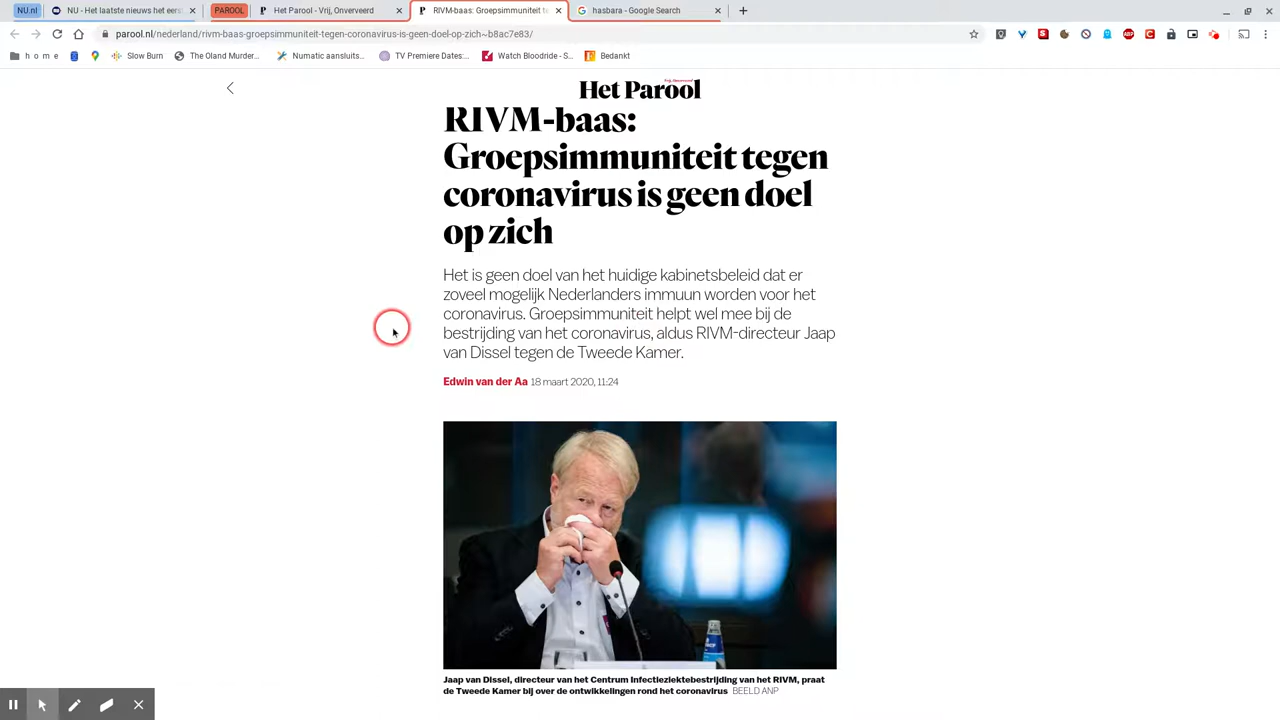 NU.nl
NU - Het laatste nieuws het eerst
PAROOL
Het Parool - Vrij, Onverveerd
RIVM-baas: Groepsimmuniteit te
hasbara - Google Search
parool.nl/nederland/rivm-baas-groepsimmuniteit-tegen-coronavirus-is-geen-doel-op-zich~b8ac7e83/
h o m e
Slow Burn
The Oland Murder...
Numatic aansluits...
TV Premiere Dates:...
Watch Bloodride - S...
Bedankt
Vrij, Onverveerd
Het Parool
RIVM-baas:
Groepsimmuniteit tegen
coronavirus is geen doel
op zich
Het is geen doel van het huidige kabinetsbeleid dat er
zoveel mogelijk Nederlanders immuun worden voor het
coronavirus. Groepsimmuniteit helpt wel mee bij de
bestrijding van het coronavirus, aldus RIVM-directeur Jaap
van Dissel tegen de Tweede Kamer.
Edwin van der Aa 18 maart 2020, 11:24
Jaap van Dissel, directeur van het Centrum Infectieziektebestrijding van het RIVM, praat
de Tweede Kamer bij over de ontwikkelingen rond het coronavirus BEELD ANP